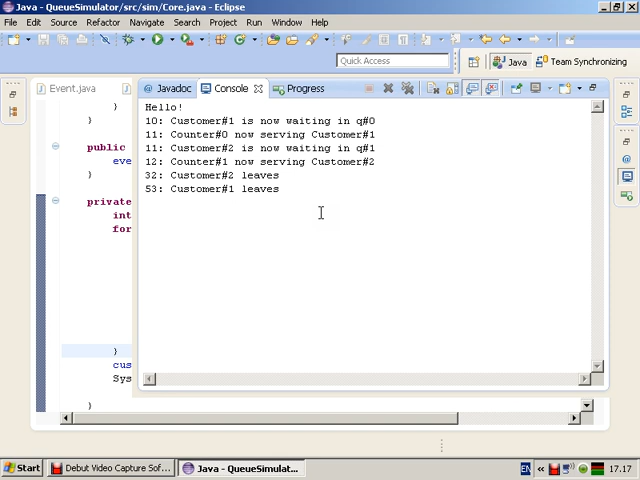 Java - QueueSimulator/src/sim/Core.java - Eclipse
File Edit Source Refactor Navigate Search Project Run Window Help
Quick Access
Java
Team Synchronizing
Event.java
J
Javadoc
Console
Progress
}
}
public
eve
}
private
int
for
}
cus
Sys
}
Hello!
10: Customer#1 is now waiting in q#0
11: Counter#0 now serving Customer#1
11: Customer#2 is now waiting in q#1
12: Counter#1 now serving Customer#2
32: Customer#2 leaves
53: Customer#1 leaves
Start
Debut Video Capture Sof...
Java - QueueSimulat...
EN
«
17.17